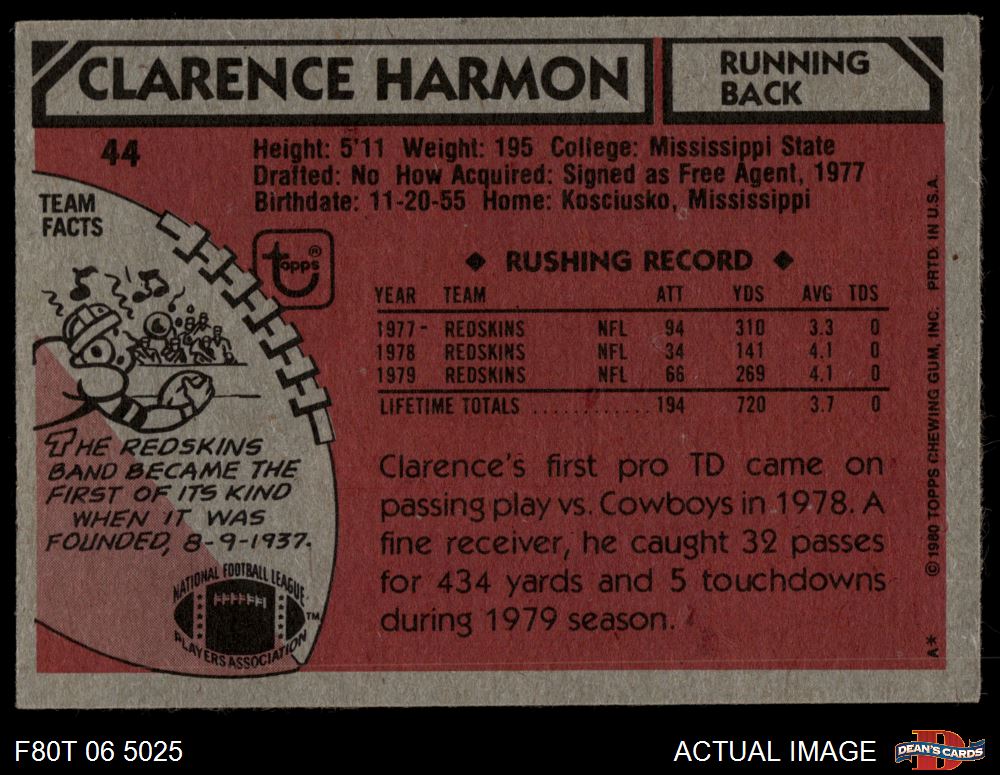 CLARENCE HARMON
RUNNING
BACK
44
Height: 5'11 Weight: 195 College: Mississippi State
Drafted: No How Acquired: Signed as Free Agent, 1977
Birthdate: 11-20-55 Home: Kosciusko, Mississippi
TEAM
FACTS
topps®
◆ RUSHING RECORD ◆
YEAR TEAM ATT YDS AVG TDS
1977- REDSKINS NFL 94 310 3.3 0
1978 REDSKINS NFL 34 141 4.1 0
1979 REDSKINS NFL 66 269 4.1 0
LIFETIME TOTALS ............ 194 720 3.7 0
THE REDSKINS
BAND BECAME THE
FIRST OF ITS KIND
WHEN IT WAS
FOUNDED, 8-9-1937.
Clarence's first pro TD came on
passing play vs. Cowboys in 1978. A
fine receiver, he caught 32 passes
for 434 yards and 5 touchdowns
during 1979 season.
NATIONAL FOOTBALL LEAGUE
PLAYERS ASSOCIATION
TM
A* © 1980 TOPPS CHEWING GUM, INC. PRTD. IN U.S.A.
F80T 06 5025
ACTUAL IMAGE
D
DEAN'S CARDS